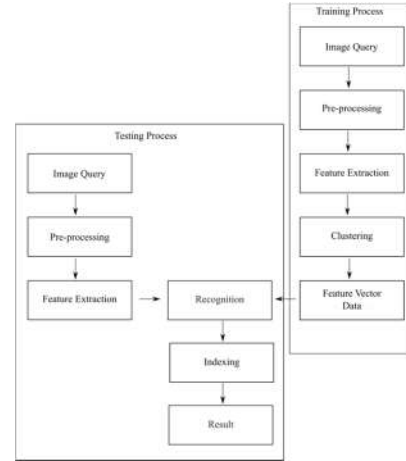 Training Process
Image Query
Pre-processing
Feature Extraction
Clustering
Feature Vector
Data
Testing Process
Image Query
Pre-processing
Feature Extraction
Recognition
Indexing
Result